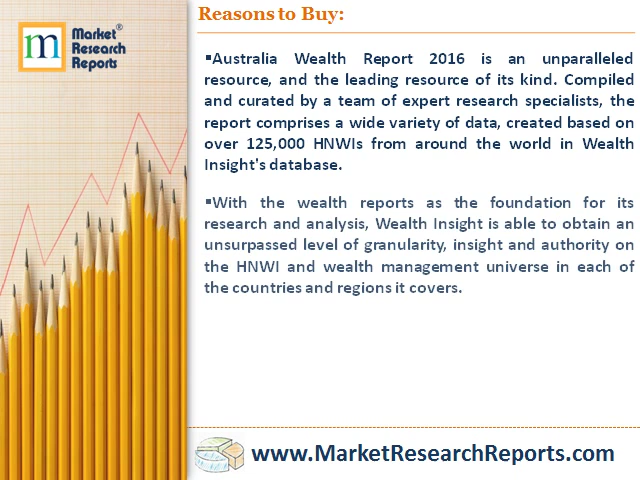 Market®
Research
Reports
m
Reasons to Buy:
▪Australia Wealth Report 2016 is an unparalleled
resource, and the leading resource of its kind. Compiled
and curated by a team of expert research specialists, the
report comprises a wide variety of data, created based on
over 125,000 HNWIs from around the world in Wealth
Insight's database.
▪With the wealth reports as the foundation for its
research and analysis, Wealth Insight is able to obtain an
unsurpassed level of granularity, insight and authority on
the HNWI and wealth management universe in each of
the countries and regions it covers.
www.MarketResearchReports.com